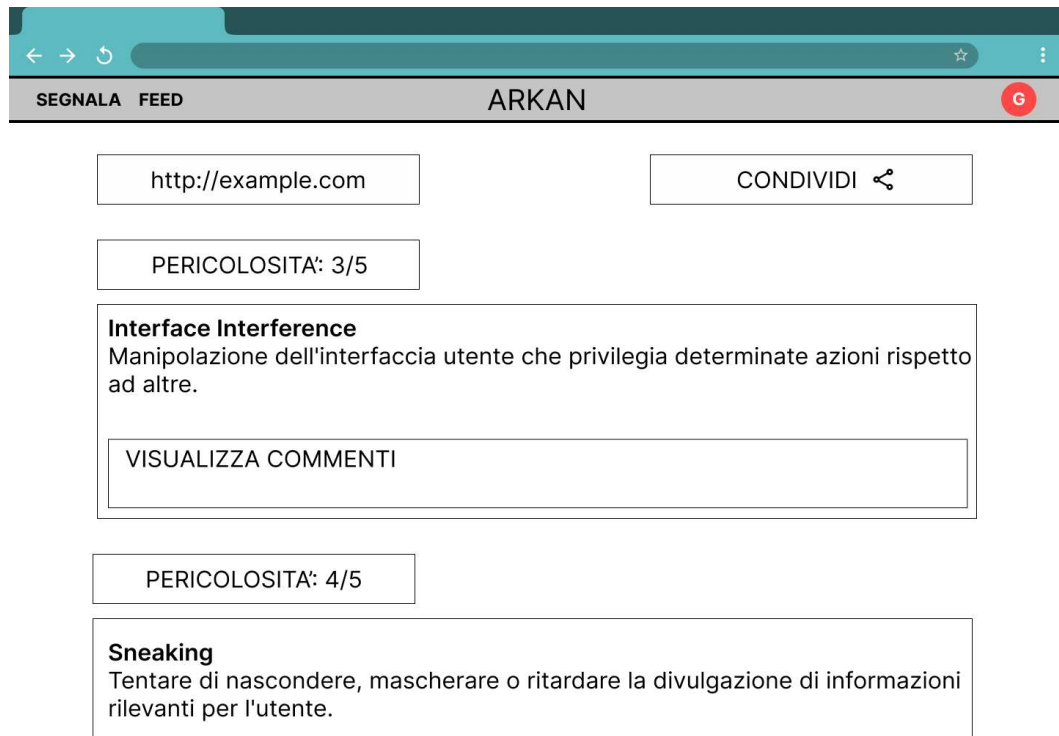 SEGNALA FEED ARKAN G
http://example.com CONDIVIDI
PERICOLOSITA': 3/5
Interface Interference
Manipolazione dell'interfaccia utente che privilegia determinate azioni rispetto
ad altre.
VISUALIZZA COMMENTI
PERICOLOSITA': 4/5
Sneaking
Tentare di nascondere, mascherare o ritardare la divulgazione di informazioni
rilevanti per l'utente.